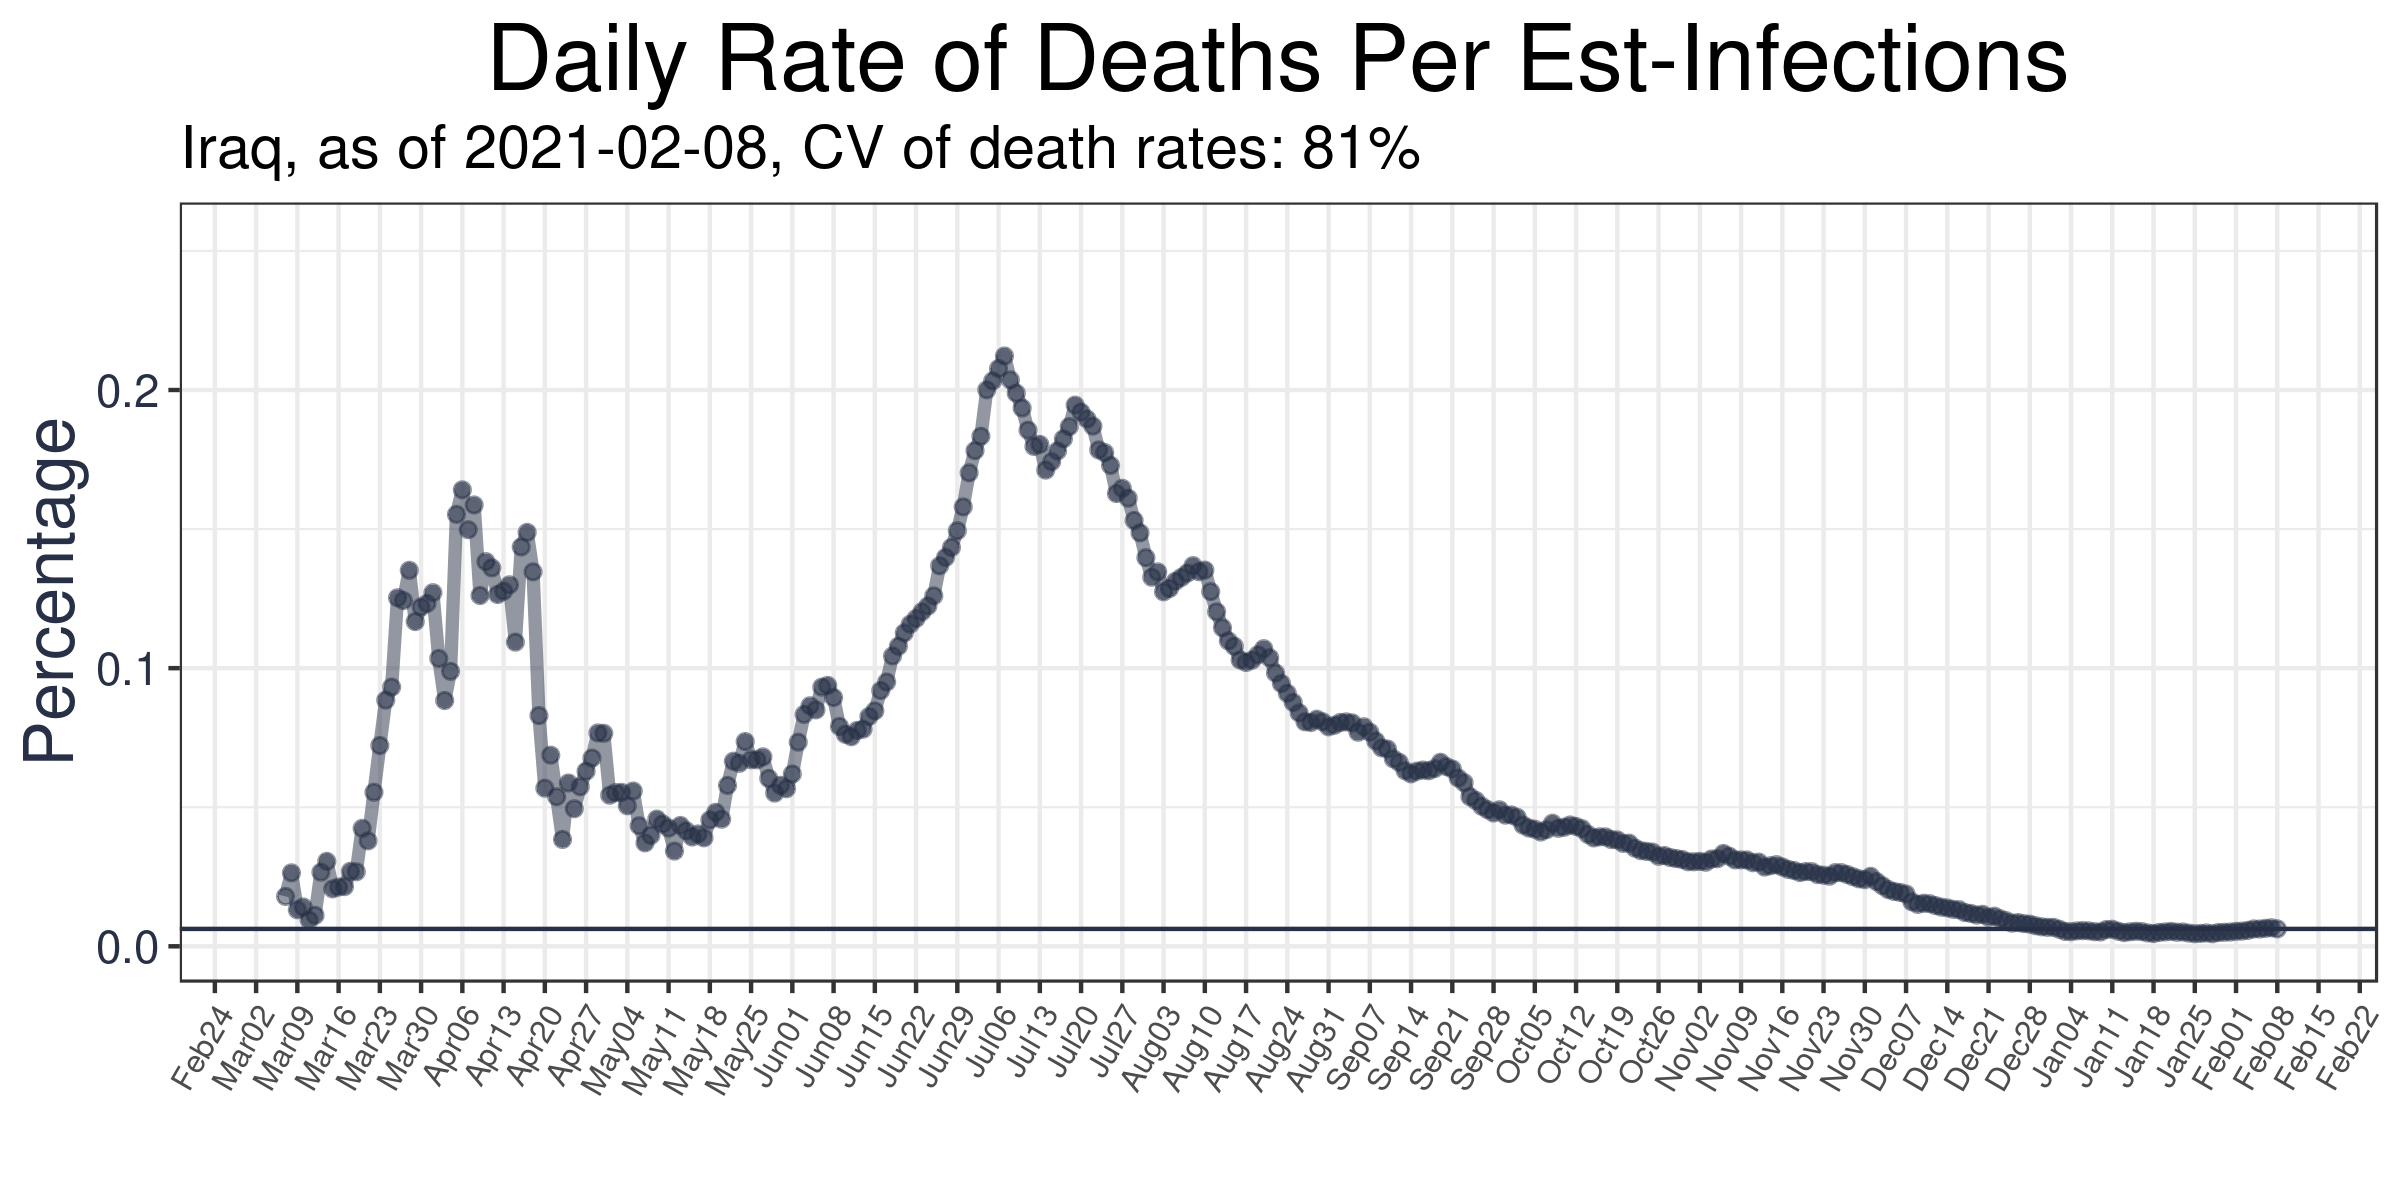 Daily Rate of Deaths Per Est-Infections
Iraq, as of 2021-02-08, CV of death rates: 81%
Percentage
0.2
0.1
0.0
Feb24
Mar02
Mar09
Mar16
Mar23
Mar30
Apr06
Apr13
Apr20
Apr27
May04
May11
May18
May25
Jun01
Jun08
Jun15
Jun22
Jun29
Jul06
Jul13
Jul20
Jul27
Aug03
Aug10
Aug17
Aug24
Aug31
Sep07
Sep14
Sep21
Sep28
Oct05
Oct12
Oct19
Oct26
Nov02
Nov09
Nov16
Nov23
Nov30
Dec07
Dec14
Dec21
Dec28
Jan04
Jan11
Jan18
Jan25
Feb01
Feb08
Feb15
Feb22